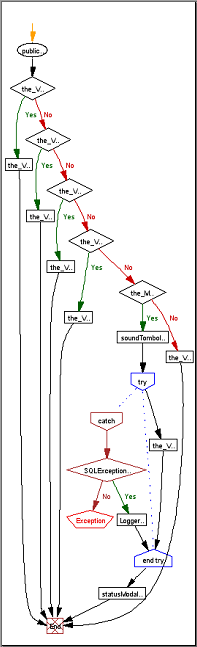 public..
the_V..
Yes
No
the_V..
the_V..
Yes
No
the_V..
the_V..
Yes
No
the_V..
the_V..
Yes
No
the_V..
the_M..
Yes
No
soundTombol..
the_V..
try
catch
the_V..
SQLException..
No
Yes
Exception
Logger..
end try
statusModal..
End